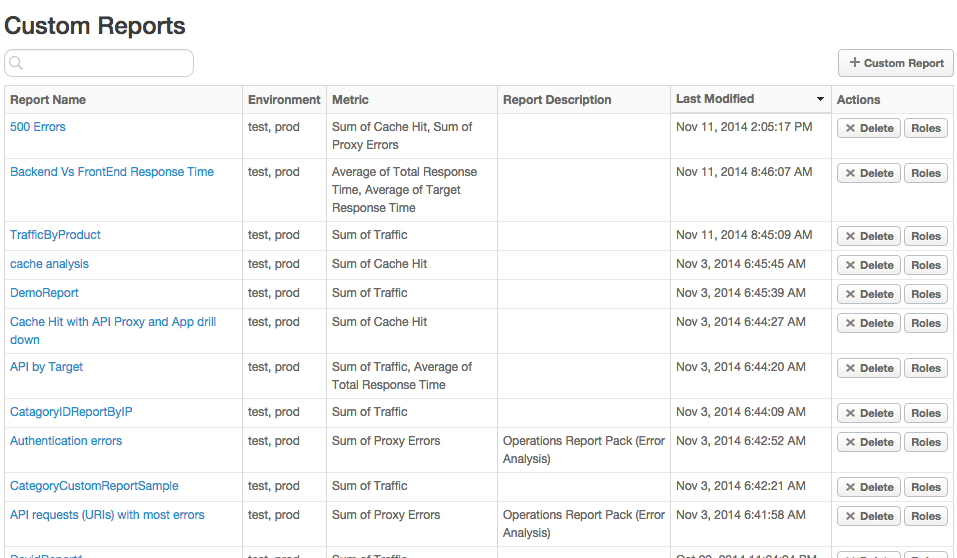 Custom Reports
+ Custom Report
Report Name Environment Metric Report Description Last Modified Actions
500 Errors test, prod Sum of Cache Hit, Sum of Nov 11, 2014 2:05:17 PM Delete Roles
Proxy Errors
Backend Vs FrontEnd Response Time test, prod Average of Total Response Nov 11, 2014 8:46:07 AM Delete Roles
Time, Average of Target
Response Time
TrafficByProduct test, prod Sum of Traffic Nov 11, 2014 8:45:09 AM Delete Roles
cache analysis test, prod Sum of Cache Hit Nov 3, 2014 6:45:45 AM Delete Roles
DemoReport test, prod Sum of Traffic Nov 3, 2014 6:45:39 AM Delete Roles
Cache Hit with API Proxy and App drill test, prod Sum of Cache Hit Nov 3, 2014 6:44:27 AM Delete Roles
down
API by Target test, prod Sum of Traffic, Average of Nov 3, 2014 6:44:20 AM Delete Roles
Total Response Time
CatagoryIDReportByIP test, prod Sum of Traffic Nov 3, 2014 6:44:09 AM Delete Roles
Authentication errors test, prod Sum of Proxy Errors Operations Report Pack (Error Nov 3, 2014 6:42:52 AM Delete Roles
Analysis)
CategoryCustomReportSample test, prod Sum of Traffic Nov 3, 2014 6:42:21 AM Delete Roles
API requests (URIs) with most errors test, prod Sum of Proxy Errors Operations Report Pack (Error Nov 3, 2014 6:41:58 AM Delete Roles
Analysis)